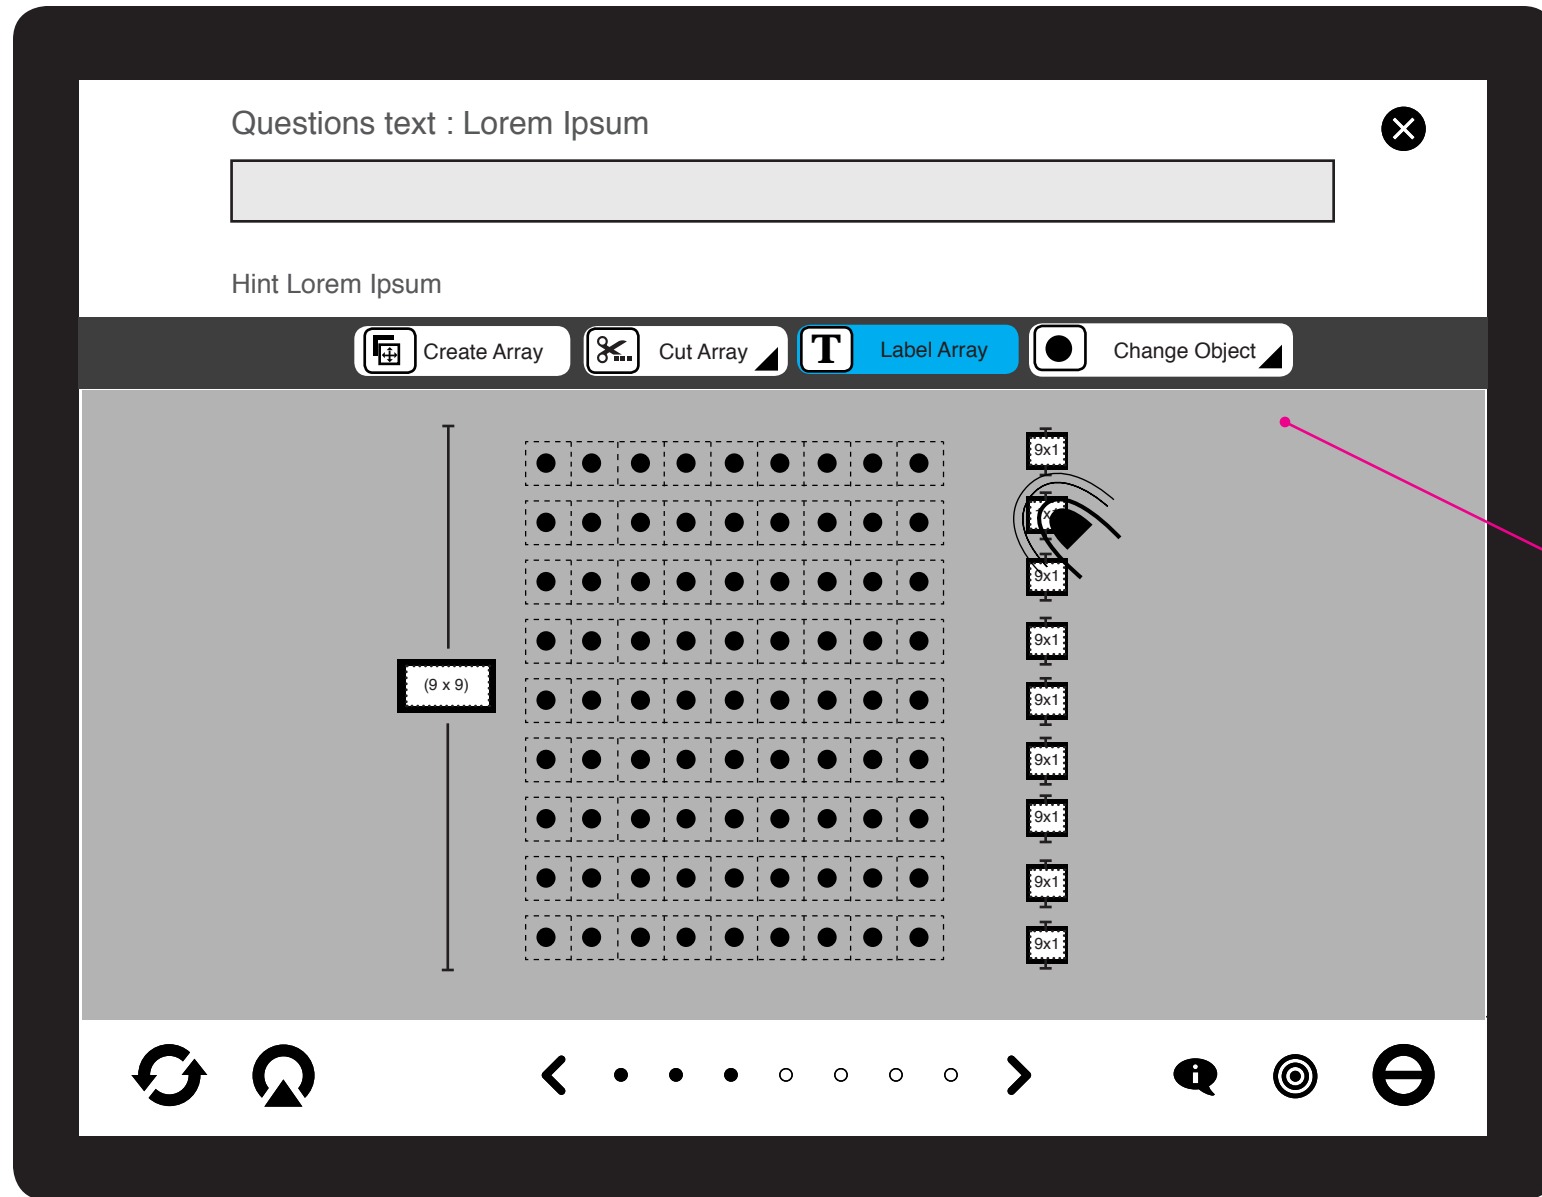 Questions text : Lorem Ipsum
Hint Lorem Ipsum
Create Array
Cut Array
T
Label Array
Change Object
9x1
9x1
9x1
9x1
(9 x 9)
9x1
9x1
9x1
9x1
i